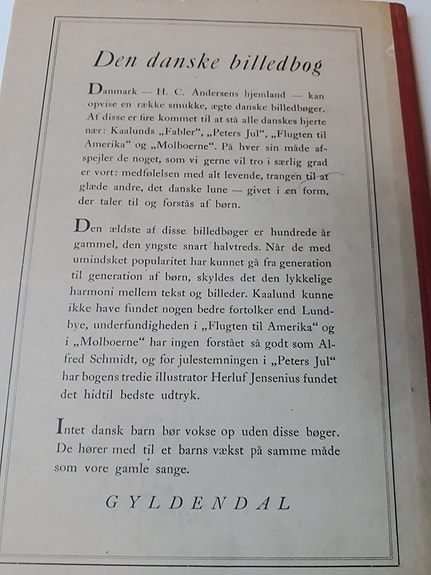 Den danske billedbog
Danmark — H. C. Andersens hjemland — kan
opvise en række smukke, ægte danske billedbøger.
Af disse er fire kommet til at stå alle danskes hjerte
nær: Kaalunds „Fabler“, „Peters Jul“, „Flugten til
Amerika“ og „Molboerne“. På hver sin måde af-
spejler de noget, som vi gerne vil tro i særlig grad
er vort: medfølelsen med alt levende, trangen til at
glæde andre, det danske lune — givet i en form,
der taler til og forstås af børn.
Den ældste af disse billedbøger er hundrede år
gammel, den yngste snart halvtreds. Når de med
umindsket popularitet har kunnet gå fra generation
til generation af børn, skyldes det den lykkelige
harmoni mellem tekst og billeder. Kaalund kunne
ikke have fundet nogen bedre fortolker end Lund-
bye, underfundigheden i „Flugten til Amerika“ og
i „Molboerne“ har ingen forstået så godt som Al-
fred Schmidt, og for julestemningen i „Peters Jul“
har bogens tredie illustrator Herluf Jensenius fundet
det hidtil bedste udtryk.
Intet dansk barn bør vokse op uden disse bøger.
De hører med til et barns vækst på samme måde
som vore gamle sange.
GYLDENDAL